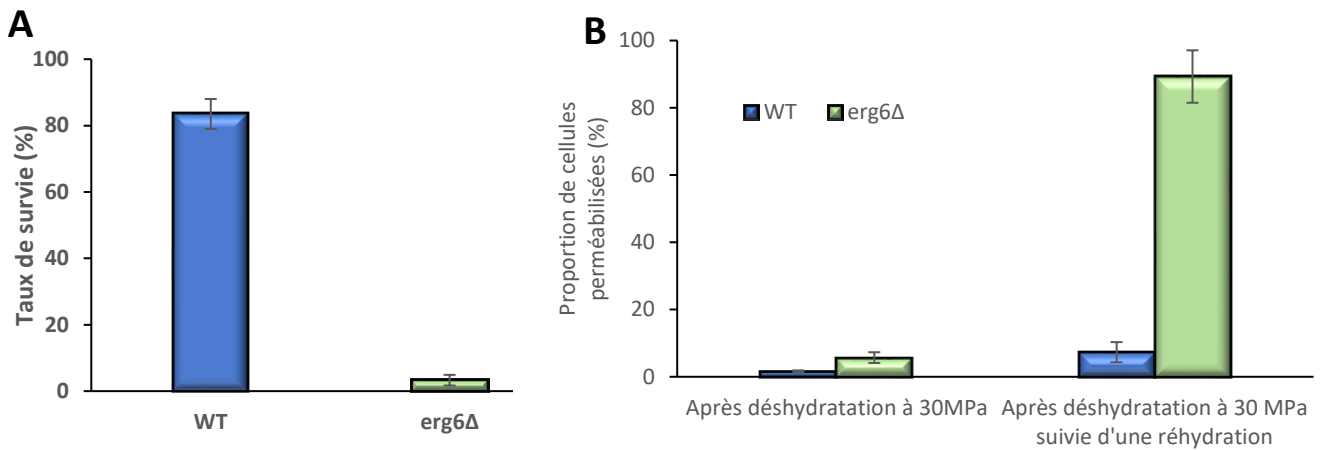 A
Taux de survie (%)
100
80
60
40
20
0
WT
erg6Δ
B
Proportion de cellules
perméabilisées (%)
100
80
60
40
20
0
WT
erg6Δ
Après déshydratation à 30MPa
Après déshydratation à 30 MPa
suivie d'une réhydration